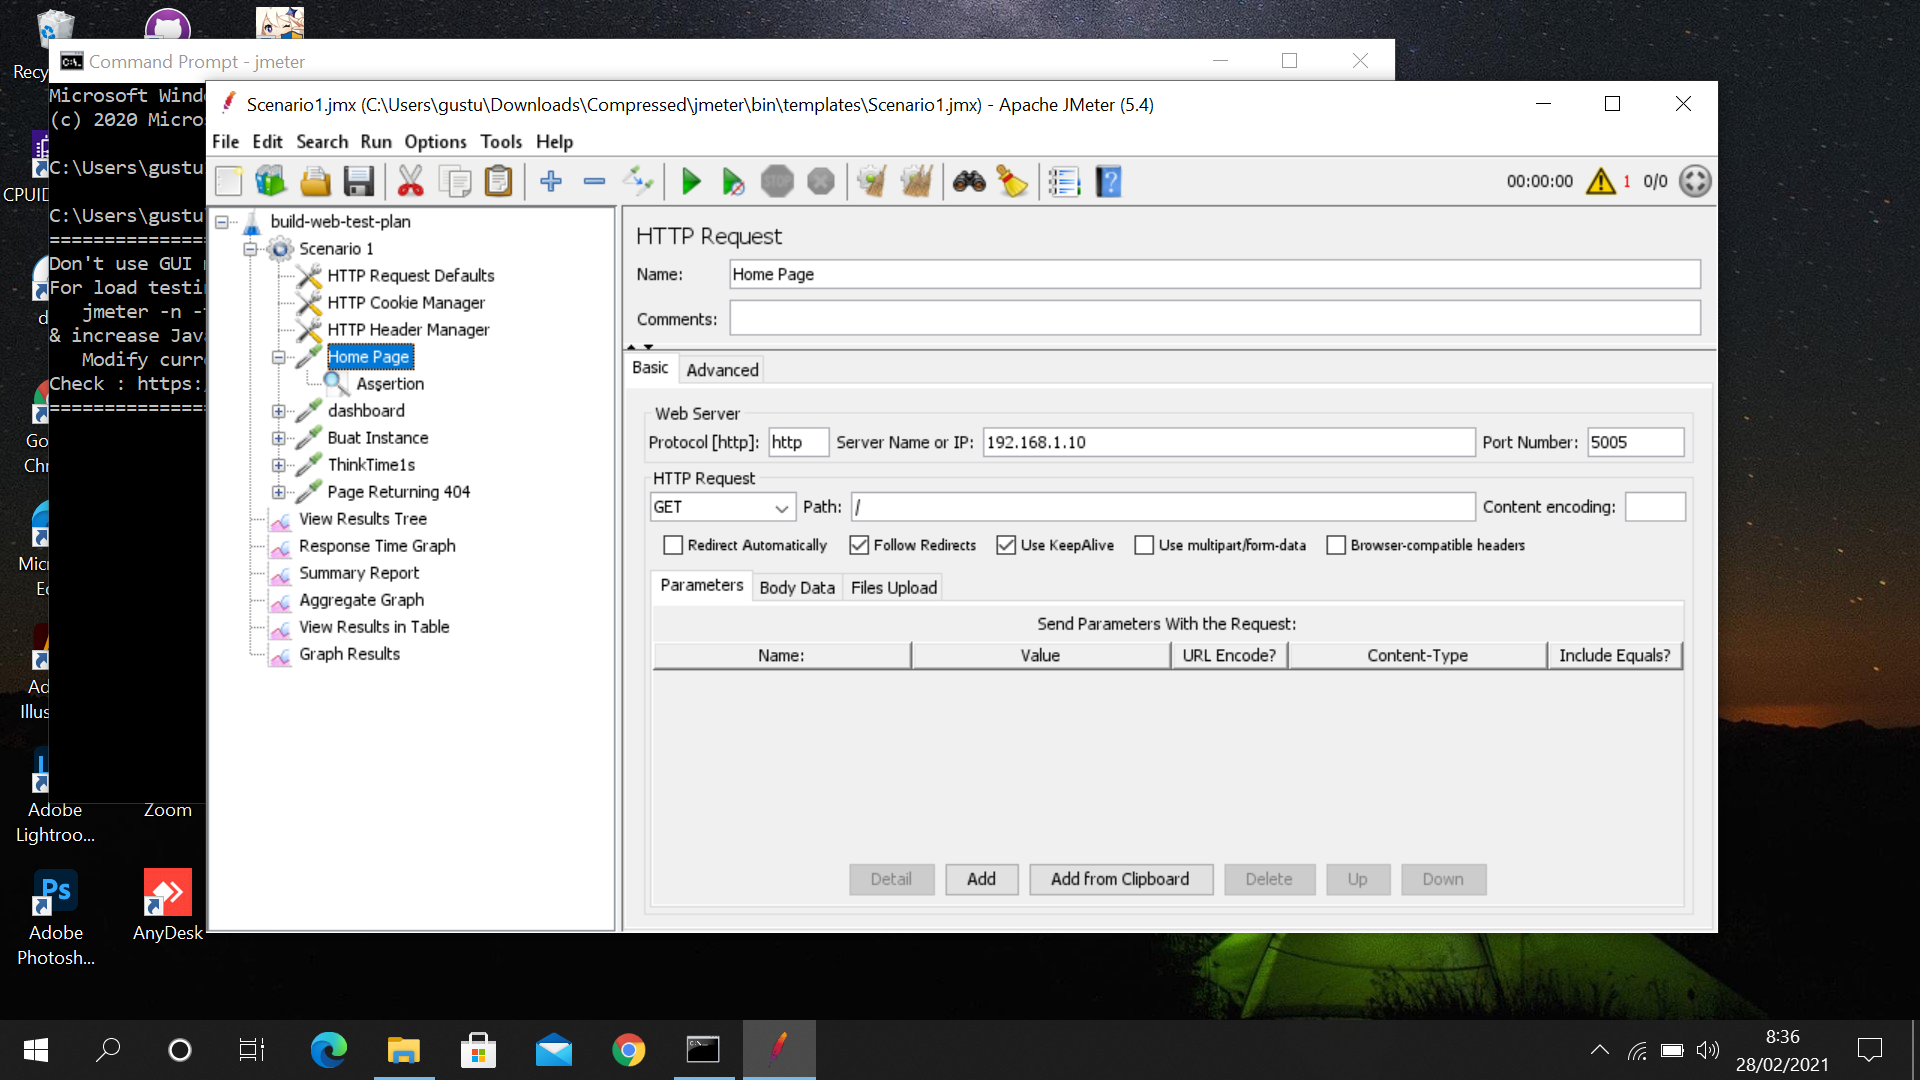 Recy
Command Prompt - jmeter
Microsoft Wind
(c) 2020 Micros
C:\Users\gustu
C:\Users\gustu
===============
Don't use GUI
For load testin
jmeter -n -
& increase Jav
Modify curr
Check : https:
===============
CPUID
Go
Chr
Mic
Ec
Ad
Illus
Adobe
Lightroo...
Zoom
Ps
Adobe
Photosh...
AnyDesk
Scenario1.jmx (C:\Users\gustu\Downloads\Compressed\jmeter\bin\templates\Scenario1.jmx) - Apache JMeter (5.4)
File Edit Search Run Options Tools Help
STOP
00:00:00 1 0/0
build-web-test-plan
Scenario 1
HTTP Request Defaults
HTTP Cookie Manager
HTTP Header Manager
Home Page
Assertion
dashboard
Buat Instance
ThinkTime1s
Page Returning 404
View Results Tree
Response Time Graph
Summary Report
Aggregate Graph
View Results in Table
Graph Results
HTTP Request
Name: Home Page
Comments:
Basic Advanced
Web Server
Protocol [http]: http Server Name or IP: 192.168.1.10 Port Number: 5005
HTTP Request
GET Path: / Content encoding:
Redirect Automatically Follow Redirects Use KeepAlive Use multipart/form-data Browser-compatible headers
Parameters Body Data Files Upload
Send Parameters With the Request:
Name: Value URL Encode? Content-Type Include Equals?
Detail Add Add from Clipboard Delete Up Down
8:36
28/02/2021